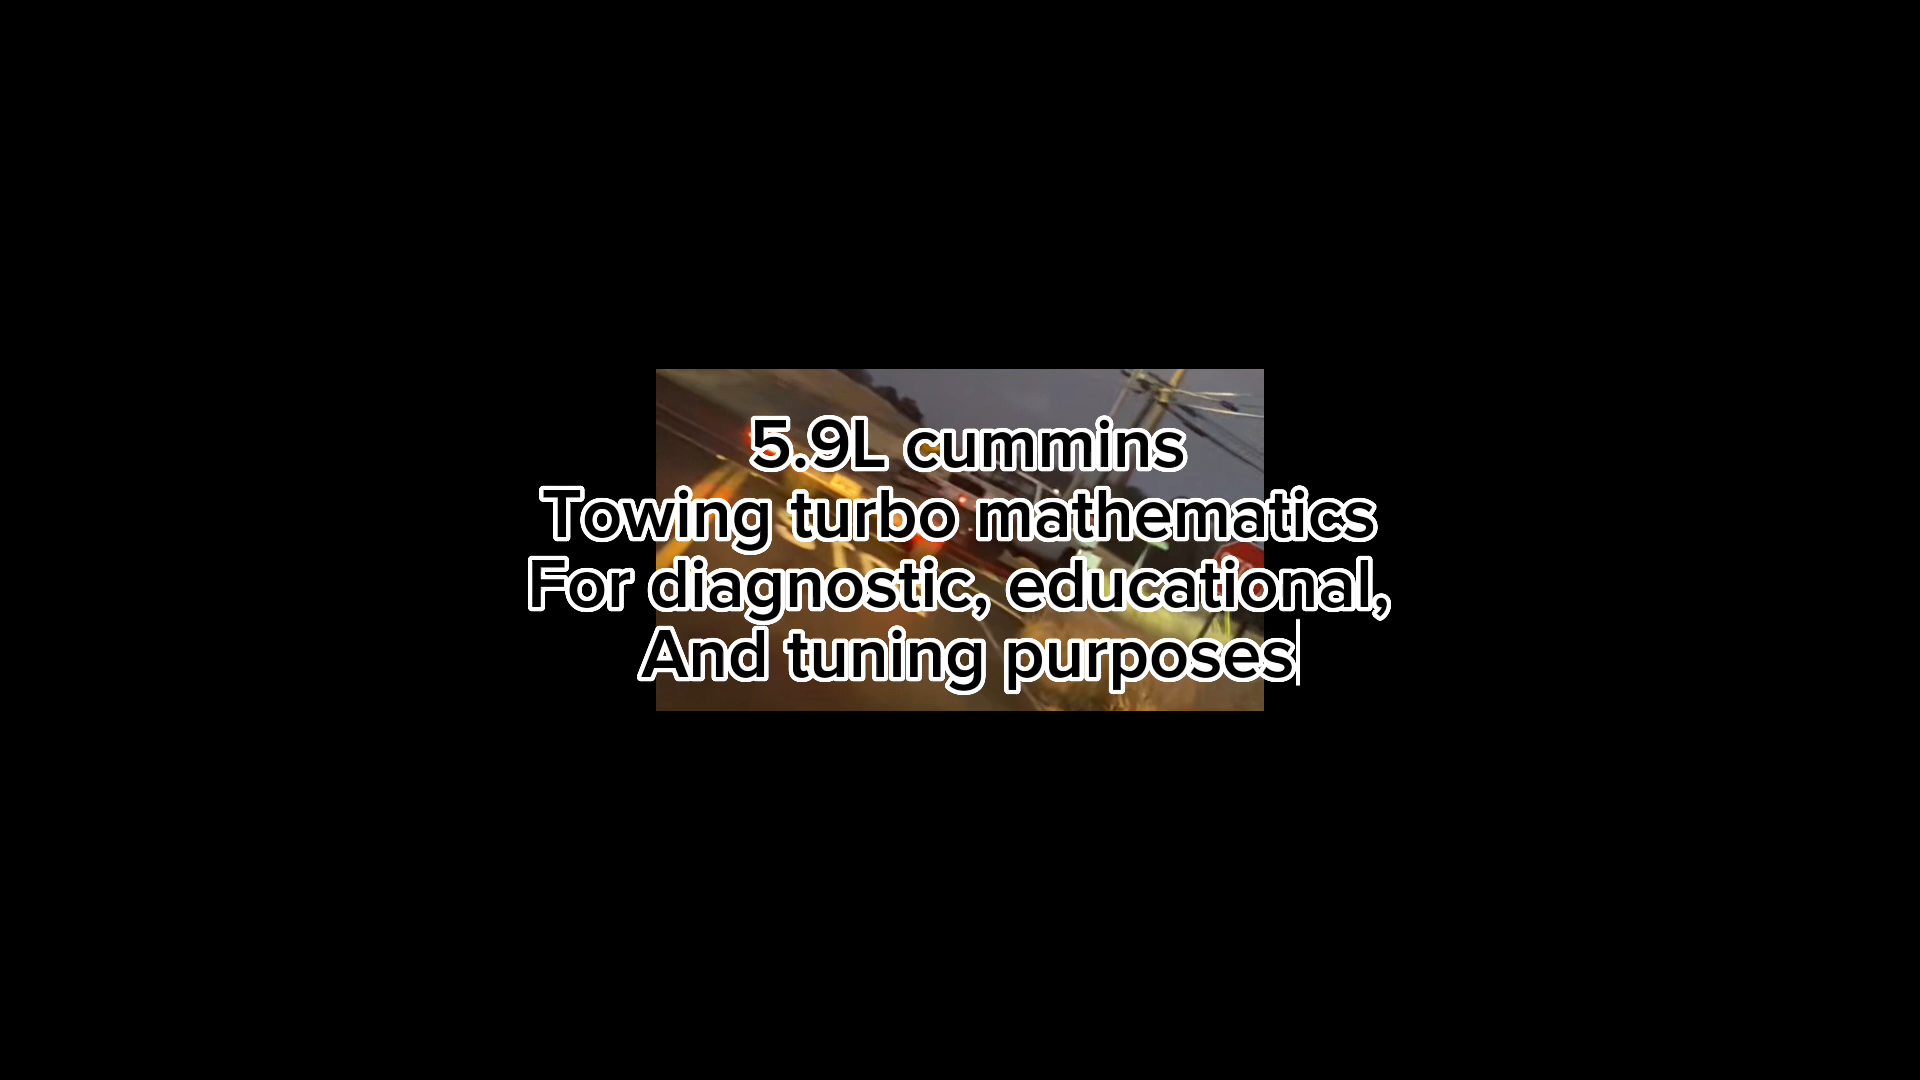 5.9L cummins
Towing turbo mathematics
For diagnostic, educational,
And tuning purposes